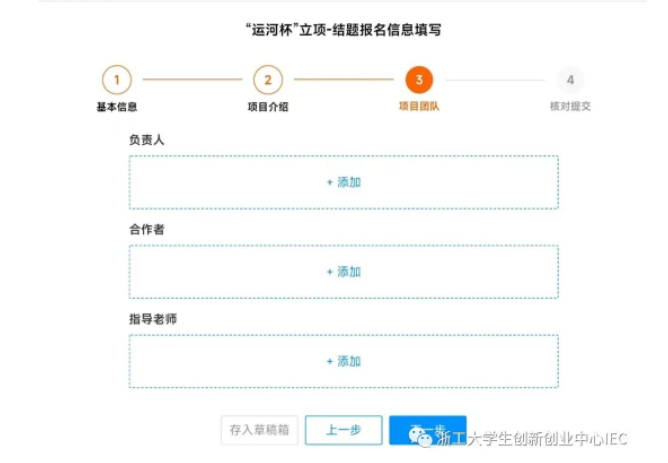 “运河杯”立项-结题报名信息填写
1 2 3 4
基本信息 项目介绍 项目团队 核对提交
负责人
+ 添加
合作者
+ 添加
指导老师
+ 添加
存入草稿箱 上一步 下一步
浙工大学生创新创业中心IEC